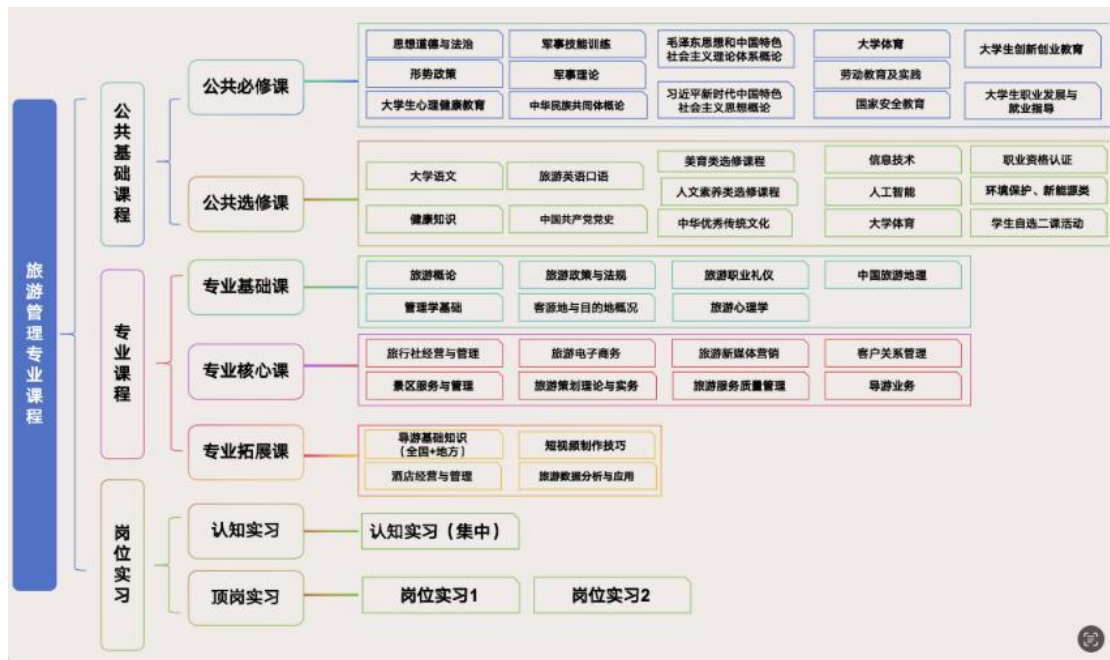 旅游管理专业课程
公共基础课程
公共必修课
思想道德与法治
军事技能训练
毛泽东思想和中国特色
社会主义理论体系概论
大学体育
大学生创新创业教育
形势政策
军事理论
劳动教育及实践
大学生心理健康教育
中华民族共同体概论
习近平新时代中国特色
社会主义思想概论
国家安全教育
大学生职业发展与
就业指导
公共选修课
大学语文
旅游英语口语
美育类选修课程
信息技术
职业资格认证
人文素养类选修课程
人工智能
环境保护、新能源类
健康知识
中国共产党党史
中华优秀传统文化
大学体育
学生自选二课活动
专业课程
专业基础课
旅游概论
旅游政策与法规
旅游职业礼仪
中国旅游地理
管理学基础
客源地与目的地概况
旅游心理学
专业核心课
旅行社经营与管理
旅游电子商务
旅游新媒体营销
客户关系管理
景区服务与管理
旅游策划理论与实务
旅游服务质量管理
导游业务
专业拓展课
导游基础知识
（全国+地方）
短视频制作技巧
酒店经营与管理
旅游数据分析与应用
岗位实习
认知实习
认知实习（集中）
顶岗实习
岗位实习1
岗位实习2